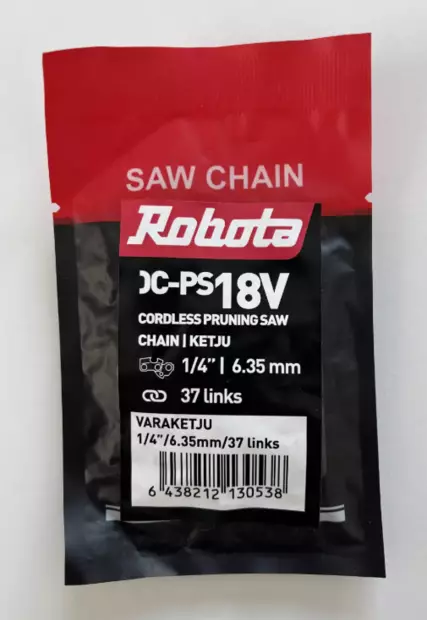 SAW CHAIN
Robota
DC-PS18V
CORDLESS PRUNING SAW
CHAIN | KETJU
1/4” | 6.35 mm
37 links
VARAKETJU
1/4”/6.35mm/37 links
6 438212 130538